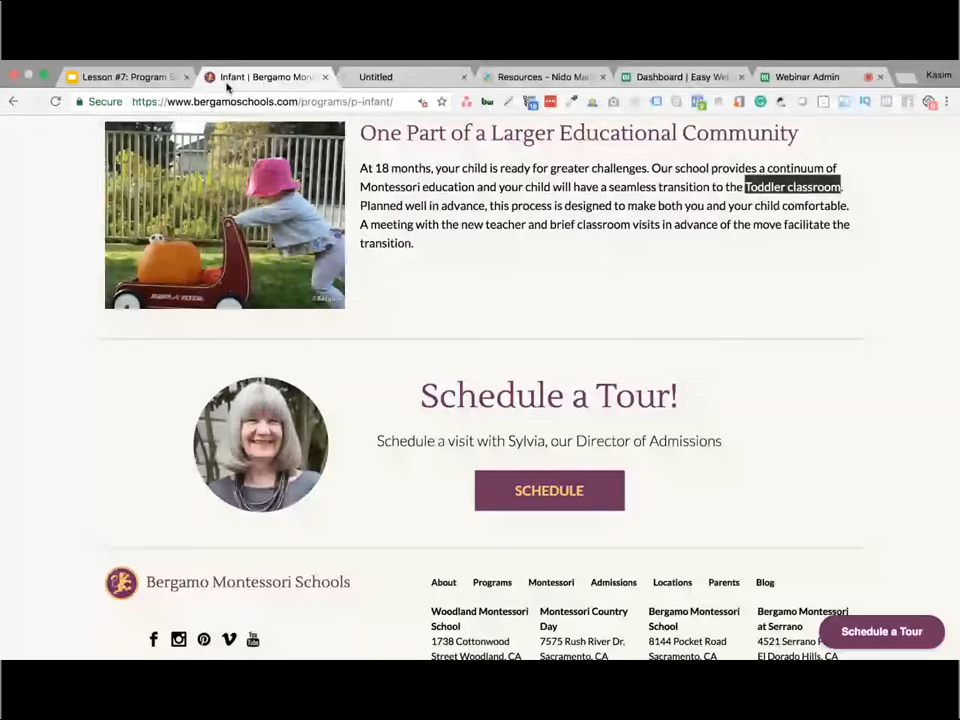 Lesson #7: Program
Infant | Bergamo Mon
Untitled
Resources - Nido Ma
Dashboard | Easy We
Webinar Admin
Kasim
Secure https://www.bergamoschools.com/programs/p-infant/
bw
18
IQ
One Part of a Larger Educational Community
At 18 months, your child is ready for greater challenges. Our school provides a continuum of
Montessori education and your child will have a seamless transition to the Toddler classroom.
Planned well in advance, this process is designed to make both you and your child comfortable.
A meeting with the new teacher and brief classroom visits in advance of the move facilitate the
transition.
Schedule a Tour!
Schedule a visit with Sylvia, our Director of Admissions
SCHEDULE
Bergamo Montessori Schools
About Programs Montessori Admissions Locations Parents Blog
Woodland Montessori
School
1738 Cottonwood
Street Woodland, CA
Montessori Country
Day
7575 Rush River Dr,
Sacramento, CA
Bergamo Montessori
School
8144 Pocket Road
Sacramento, CA
Bergamo Montessori
at Serrano
4521 Serrano
El Dorado Hills,
Schedule a Tour
You